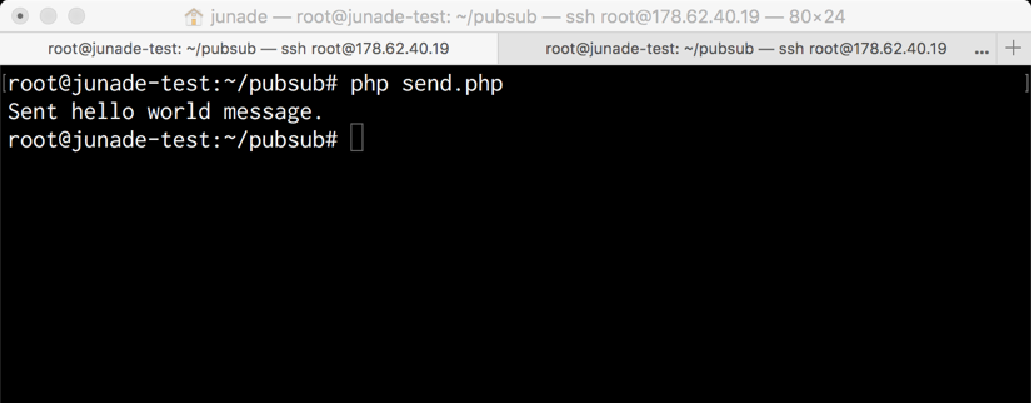 junade — root@junade-test: ~/pubsub — ssh root@178.62.40.19 — 80×24
root@junade-test: ~/pubsub — ssh root@178.62.40.19
root@junade-test: ~/pubsub — ssh root@178.62.40.19 ... +
[root@junade-test:~/pubsub# php send.php ]
Sent hello world message.
root@junade-test:~/pubsub#